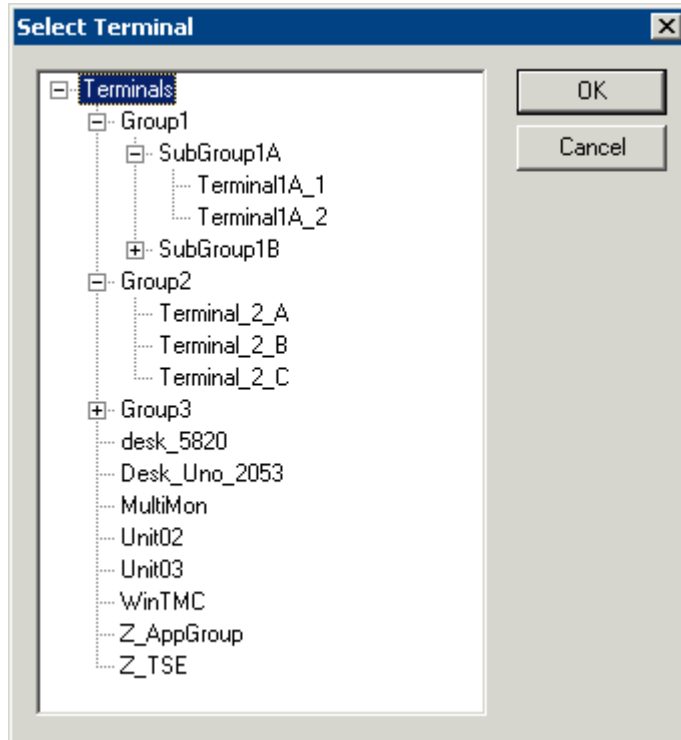 Select Terminal
Terminals
Group1
SubGroup1A
Terminal1A_1
Terminal1A_2
SubGroup1B
Group2
Terminal_2_A
Terminal_2_B
Terminal_2_C
Group3
desk_5820
Desk_Uno_2053
MultiMon
Unit02
Unit03
WinTMC
Z_AppGroup
Z_TSE
OK
Cancel